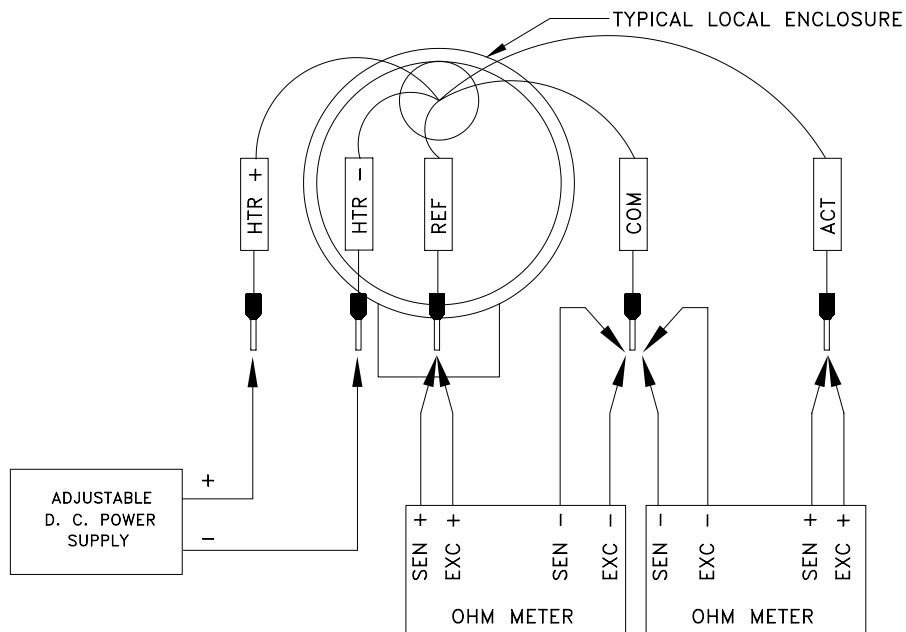 TYPICAL LOCAL ENCLOSURE
HTR +
HTR -
REF
COM
ACT
+
-
ADJUSTABLE
D. C. POWER
SUPPLY
SEN +
EXC +
SEN -
EXC -
SEN -
EXC -
SEN +
EXC +
OHM METER
OHM METER